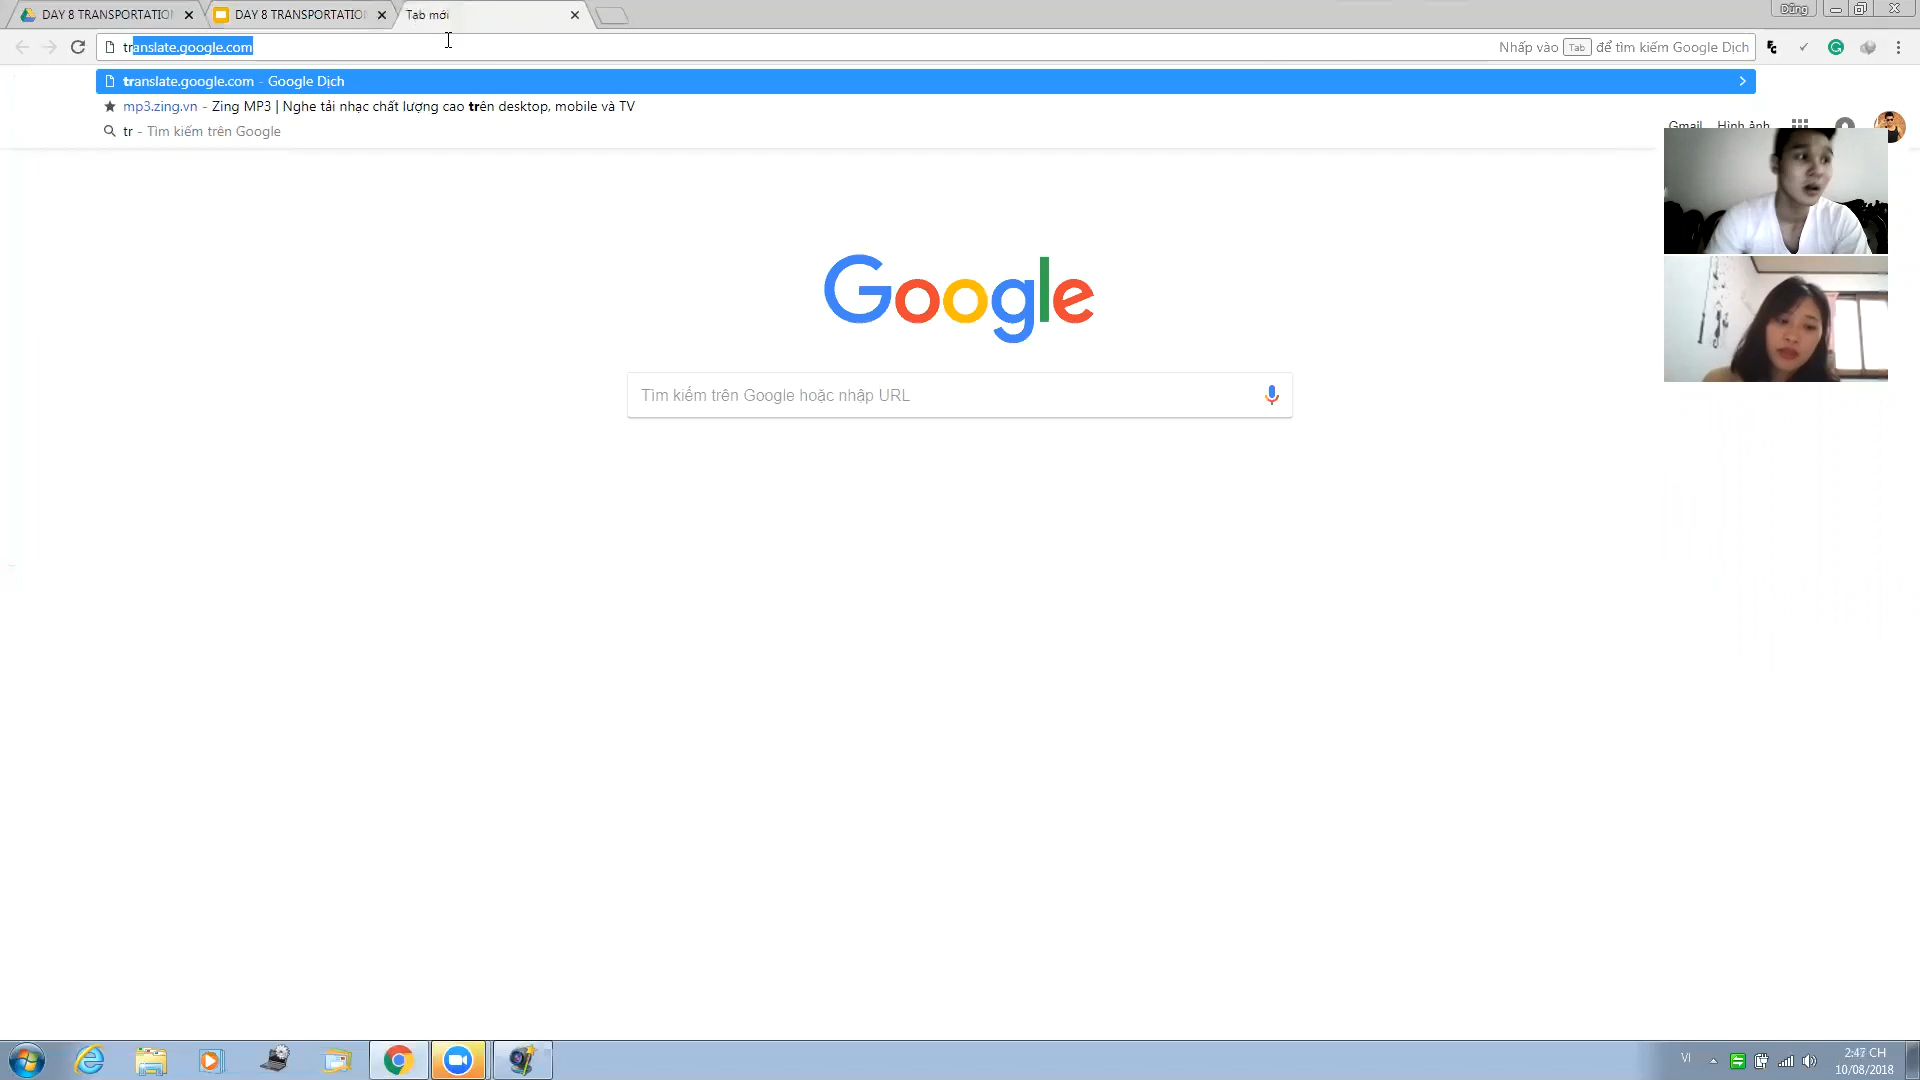 DAY 8 TRANSPORTATION
DAY 8 TRANSPORTATIO
Tab mới
Dũng
translate.google.com
Nhấp vào Tab để tìm kiếm Google Dịch
translate.google.com - Google Dịch
mp3.zing.vn - Zing MP3 | Nghe tải nhạc chất lượng cao trên desktop, mobile và TV
tr - Tìm kiếm trên Google
Gmail Hình ảnh
Google
Tìm kiếm trên Google hoặc nhập URL
VI
2:47 CH
10/08/2018